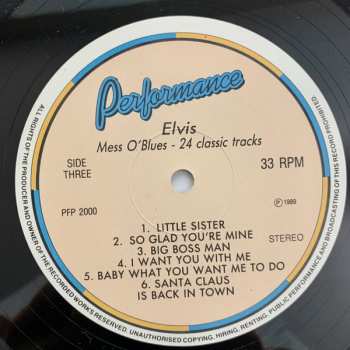 Performance
Elvis
Mess O'Blues - 24 classic tracks
SIDE
THREE
33 RPM
PFP 2000
Ⓟ 1989
STEREO
1. LITTLE SISTER
2. SO GLAD YOU'RE MINE
3. BIG BOSS MAN
4. I WANT YOU WITH ME
5. BABY WHAT YOU WANT ME TO DO
6. SANTA CLAUS
IS BACK IN TOWN
ALL RIGHTS OF THE PRODUCER AND OWNER OF THE RECORDED WORKS RESERVED. UNAUTHORISED COPYING, HIRING, RENTING, PUBLIC PERFORMANCE AND BROADCASTING OF THIS RECORD PROHIBITED.